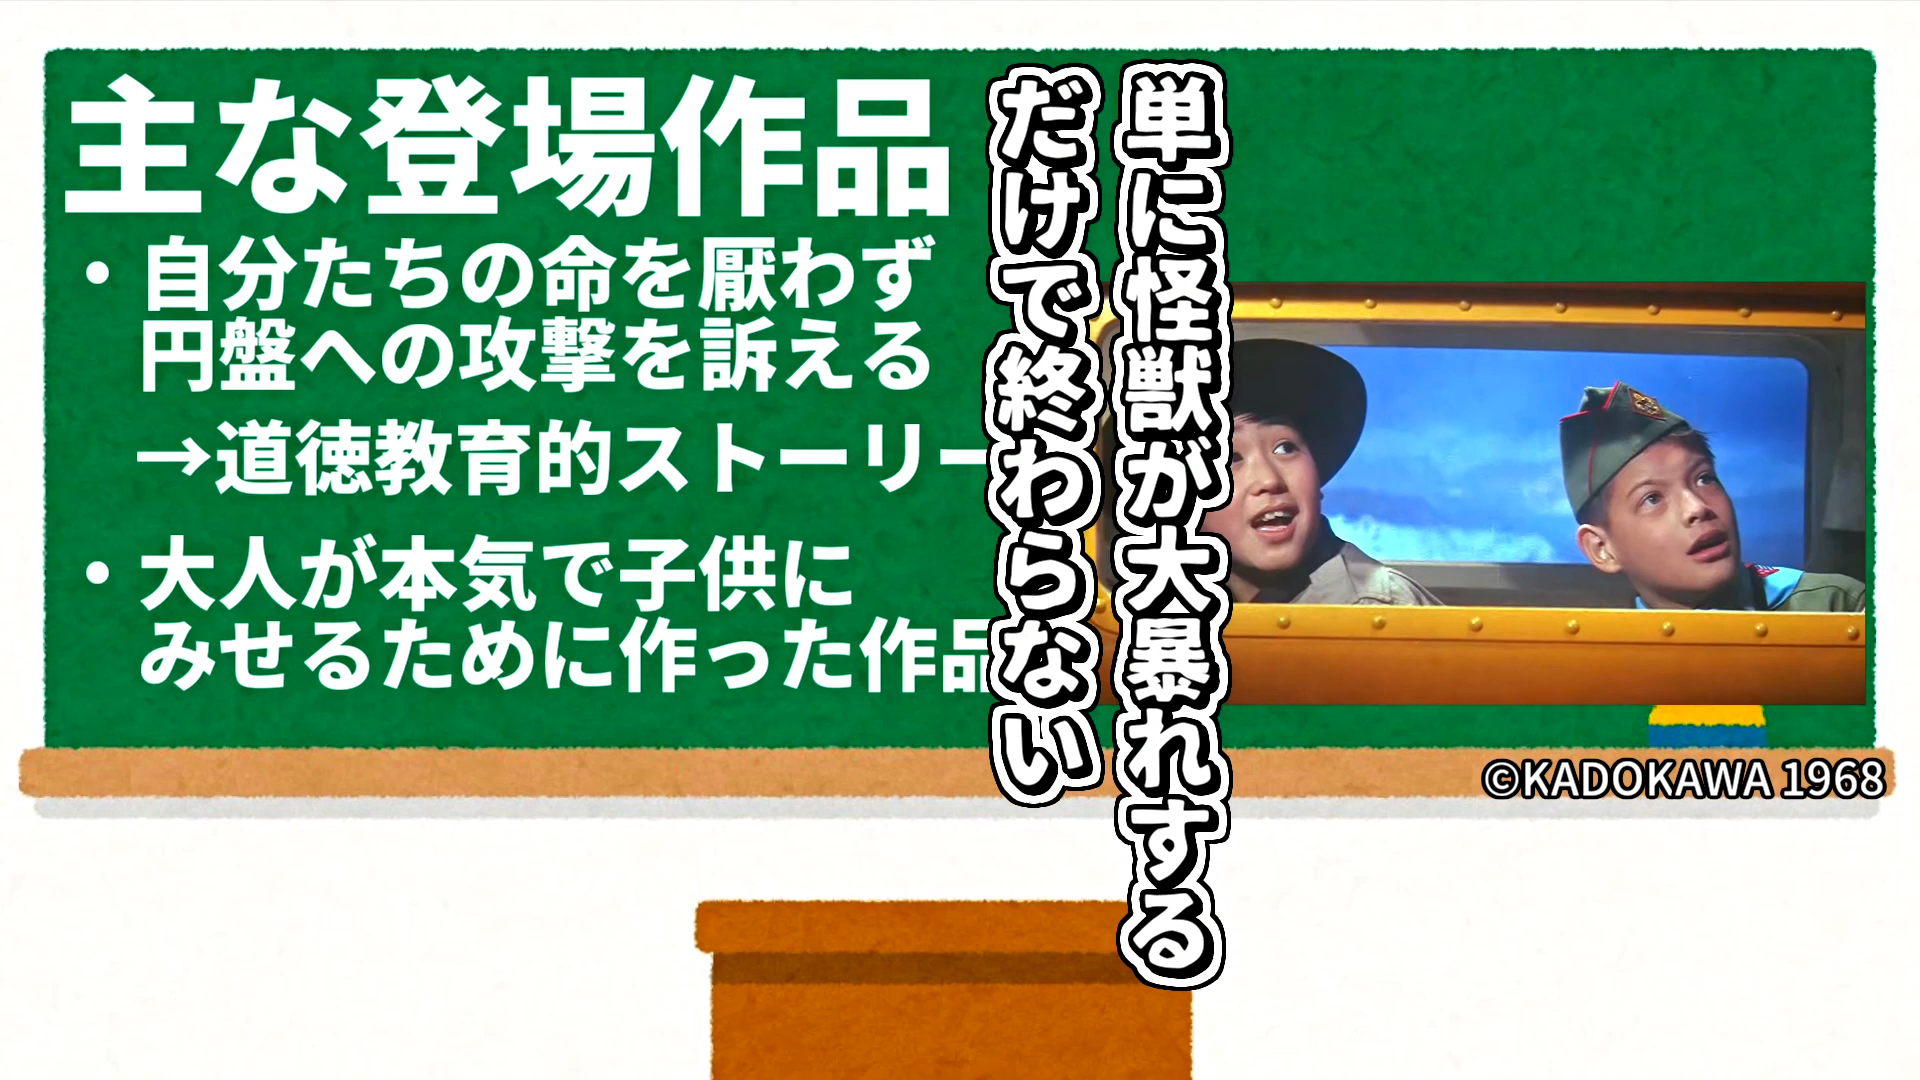 主な登場作品
・自分たちの命を厭わず
円盤への攻撃を訴える
→道徳教育的ストーリー
・大人が本気で子供に
みせるために作った作品
単に怪獣が大暴れする
だけで終わらない
©KADOKAWA 1968